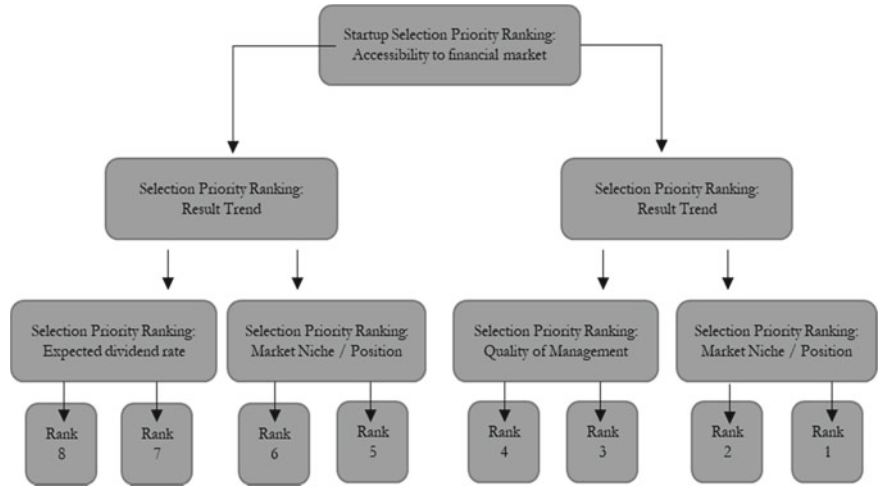 Startup Selection Priority Ranking:
Accessibility to financial market
Selection Priority Ranking:
Result Trend
Selection Priority Ranking:
Result Trend
Selection Priority Ranking:
Expected dividend rate
Selection Priority Ranking:
Market Niche / Position
Selection Priority Ranking:
Quality of Management
Selection Priority Ranking:
Market Niche / Position
Rank
8
Rank
7
Rank
6
Rank
5
Rank
4
Rank
3
Rank
2
Rank
1